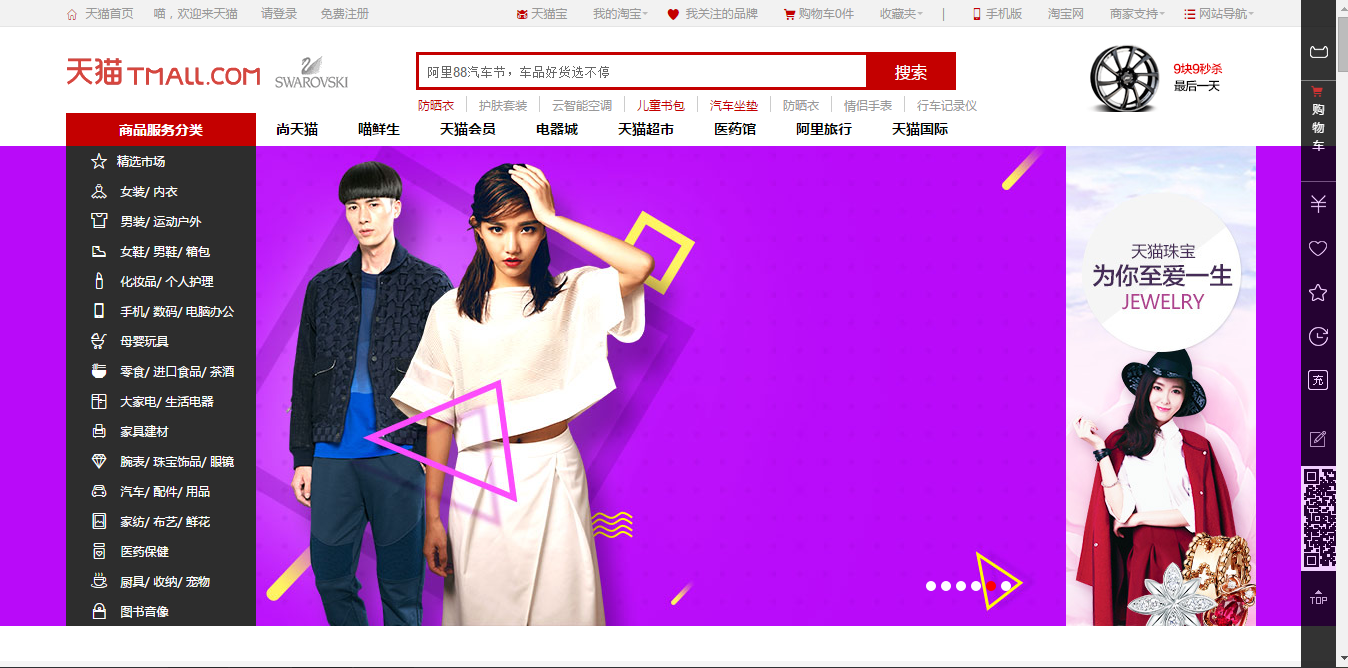 天猫首页 喵，欢迎来天猫 请登录 免费注册 天猫宝 我的淘宝 我关注的品牌 购物车0件 收藏夹 手机版 淘宝网 商家支持 网站导航
天猫 TMALL.COM
SWAROVSKI
阿里88汽车节，车品好货选不停 搜索
防晒衣 护肤套装 云智能空调 儿童书包 汽车坐垫 防晒衣 情侣手表 行车记录仪
9块9秒杀
最后一天
商品服务分类 尚天猫 喵鲜生 天猫会员 电器城 天猫超市 医药馆 阿里旅行 天猫国际
精选市场
女装/ 内衣
男装/ 运动户外
女鞋/ 男鞋/ 箱包
化妆品/ 个人护理
手机/ 数码/ 电脑办公
母婴玩具
零食/ 进口食品/ 茶酒
大家电/ 生活电器
家具建材
腕表/ 珠宝饰品/ 眼镜
汽车/ 配件/ 用品
家纺/ 布艺/ 鲜花
医药保健
厨具/ 收纳/ 宠物
图书音像
天猫珠宝
为你至爱一生
JEWELRY
购
物
车
充
TOP